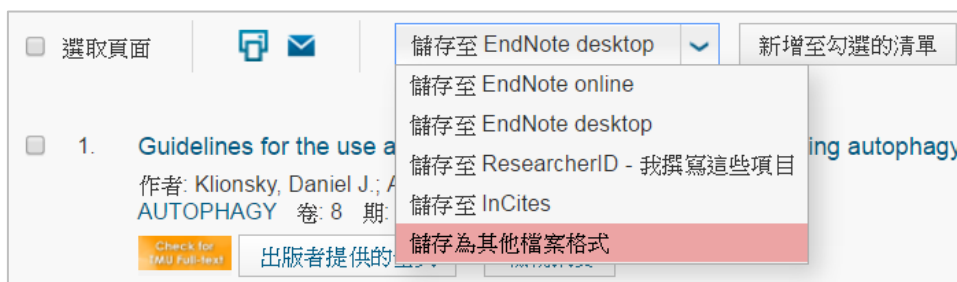 選取頁面
儲存至 EndNote desktop
新增至勾選的清單
儲存至 EndNote online
儲存至 EndNote desktop
儲存至 ResearcherID - 我撰寫這些項目
儲存至 InCites
儲存為其他檔案格式
1. Guidelines for the use a ing autophagy
作者: Klionsky, Daniel J.; A
AUTOPHAGY 卷: 8 期:
Check for
TMU Full-text
出版者提供的